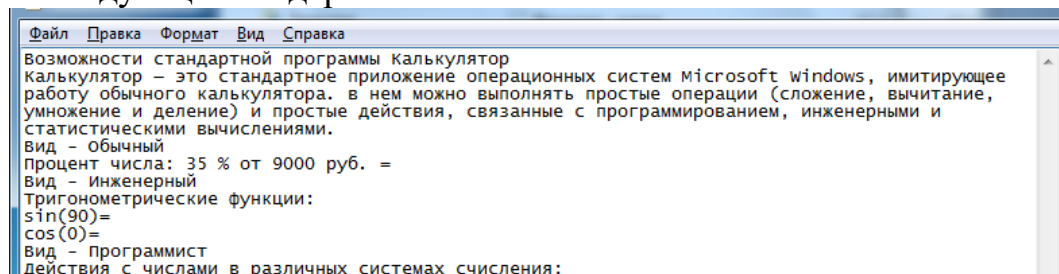 Файл Правка Формат Вид Справка
Возможности стандартной программы Калькулятор
Калькулятор – это стандартное приложение операционных систем Microsoft Windows, имитирующее
работу обычного калькулятора. в нем можно выполнять простые операции (сложение, вычитание,
умножение и деление) и простые действия, связанные с программированием, инженерными и
статистическими вычислениями.
Вид – Обычный
Процент числа: 35 % от 9000 руб. =
Вид – Инженерный
Тригонометрические функции:
sin(90)=
cos(0)=
Вид – Программист
Действия с числами в различных системах счисления: